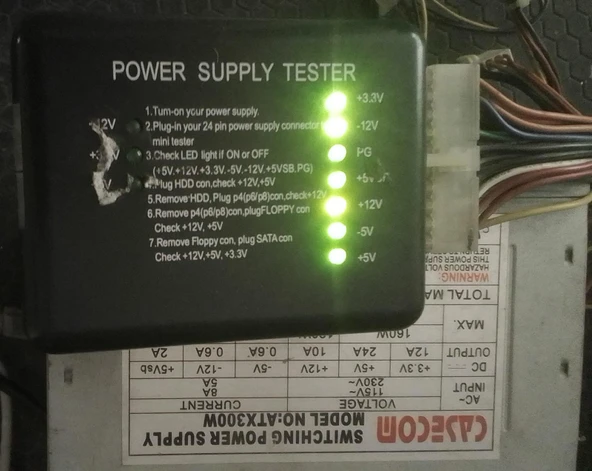 POWER SUPPLY TESTER
1.Turn-on your power supply.
2.Plug-in your 24 pin power supply connector
mini tester
3.Check LED light if ON or OFF
(+5V,+12V,+3.3V,-5V,-12V,+5VSB,PG)
4.Plug HDD con,check +12V,+5V
5. Remove HDD, Plug p4(p6/p8)con,check+12V
6. Remove p4(p6/p8)con,plugFLOPPY con
Check +12V, +5V
7. Remove Floppy con, plug SATA con
Check +12V,+5V, +3.3V
+3.3V
-12V
PG
+12V
-5V
+5V
CASECOM
SWITCHING POWER SUPPLY
MODEL NO:ATX300W
AC~
INPUT
VOLTAGE
CURRENT
115V~
8A
230V~
5A
DC
OUTPUT
+3.3V
+5V
+12V
-5V
-12V
+5Vsb
12A
24A
10A
0.6A
0.6A
2A
MAX.
160W
TOTAL
WARNING:
HAZARDOUS
THIS POWER